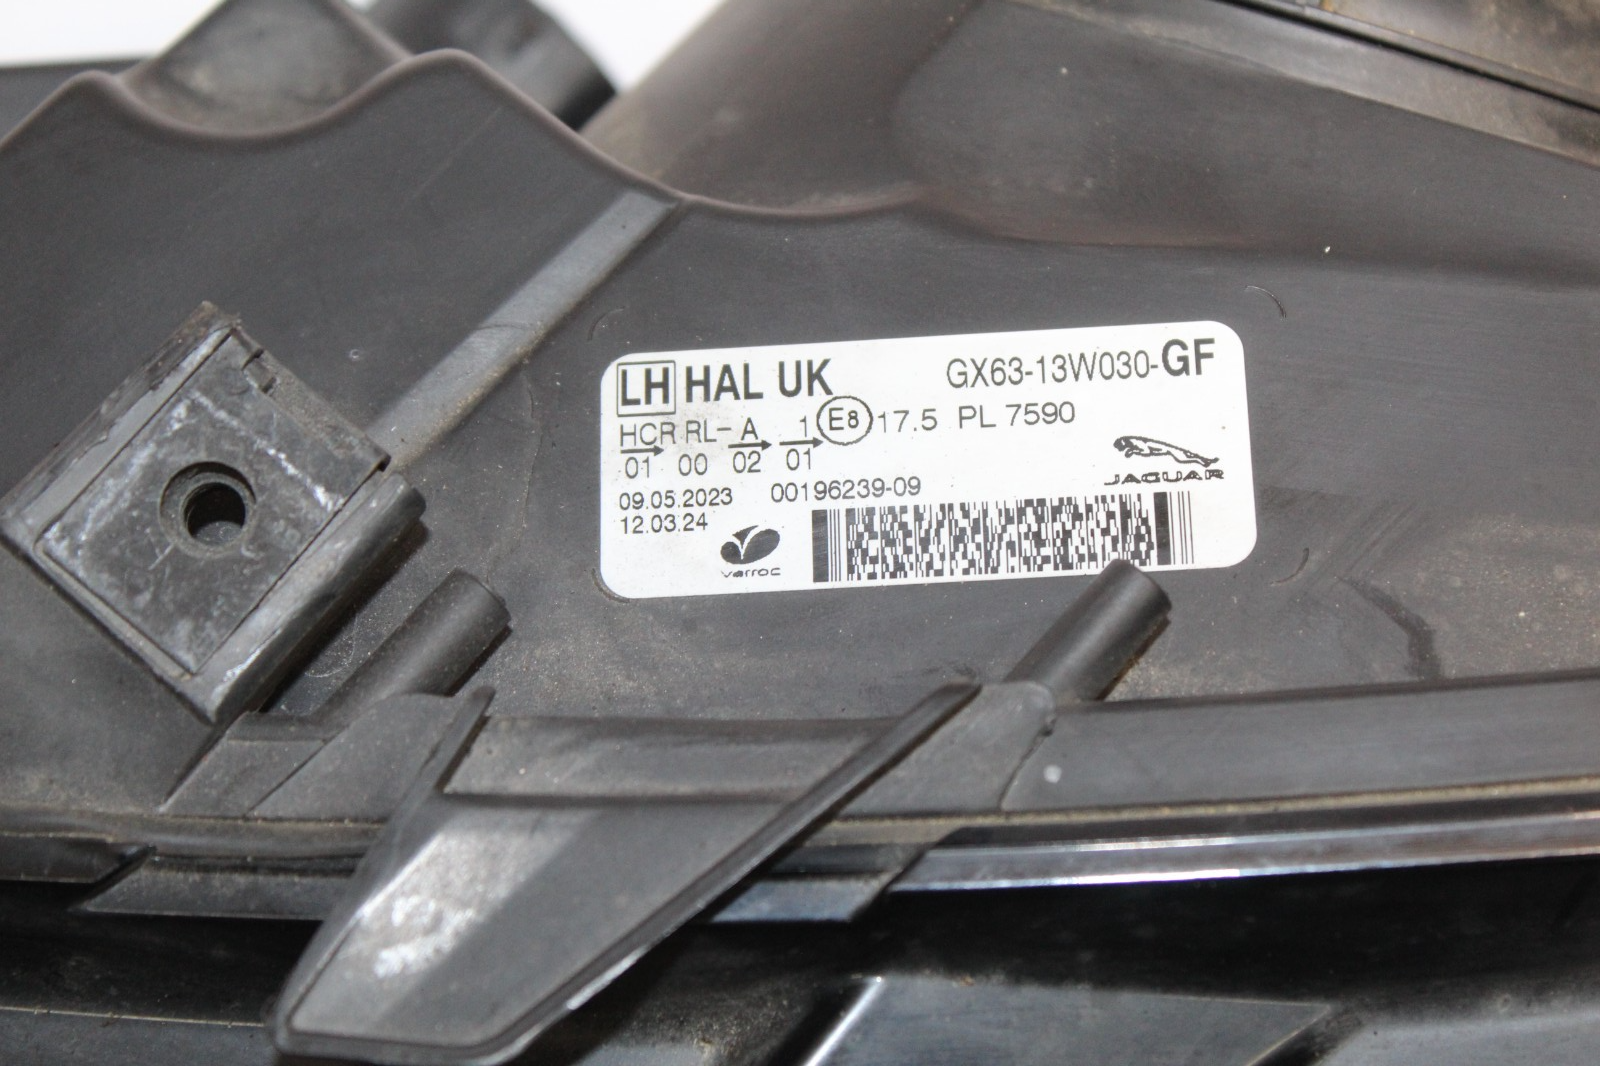 LH HAL UK GX63-13W030-GF
HCR RL- A 1 E8 17.5 PL 7590
01 00 02 01
JAGUAR
09.05.2023 00196239-09
12.03.24
varroc